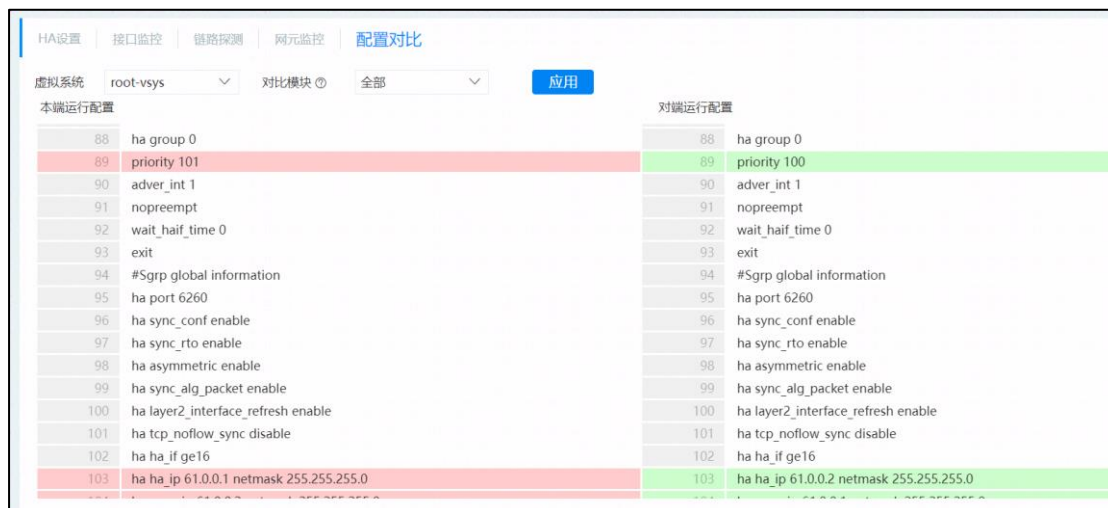 HA设置 接口监控 链路探测 网元监控 配置对比
虚拟系统 root-vsys 对比模块 ? 全部 应用
本端运行配置 对端运行配置
88 ha group 0 88 ha group 0
89 priority 101 89 priority 100
90 adver_int 1 90 adver_int 1
91 nopreempt 91 nopreempt
92 wait_haif_time 0 92 wait_haif_time 0
93 exit 93 exit
94 #Sgrp global information 94 #Sgrp global information
95 ha port 6260 95 ha port 6260
96 ha sync_conf enable 96 ha sync_conf enable
97 ha sync_rto enable 97 ha sync_rto enable
98 ha asymmetric enable 98 ha asymmetric enable
99 ha sync_alg_packet enable 99 ha sync_alg_packet enable
100 ha layer2_interface_refresh enable 100 ha layer2_interface_refresh enable
101 ha tcp_noflow_sync disable 101 ha tcp_noflow_sync disable
102 ha ha_if ge16 102 ha ha_if ge16
103 ha ha_ip 61.0.0.1 netmask 255.255.255.0 103 ha ha_ip 61.0.0.2 netmask 255.255.255.0